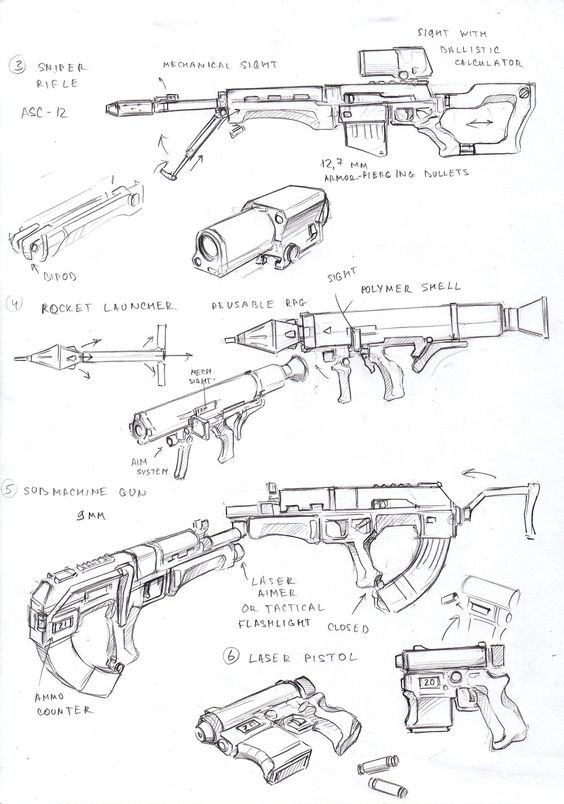 3 SNIPER
RIFLE
ASC-12
MECHANICAL SIGHT
SIGHT WITH
BALLISTIC
CALCULATOR
12,7 MM
ARMOR-PIERGING BULLETS
BIPOD
4 ROCKET LAUNCHER
REUSABLE RPG
SIGHT
POLYMER SHELL
MECH
SIGHT
AIM
SYSTEM
5 SUBMACHINE GUN
9MM
LASER
AIMER
OR TACTICAL
FLASHLIGHT
CLOSED
21
AMMO
COUNTER
6 LASER PISTOL
20
2